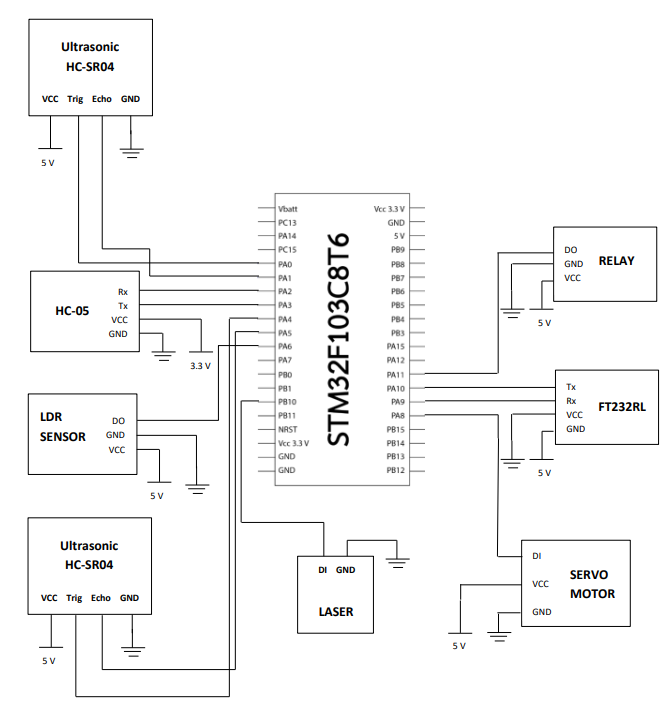 Ultrasonic
HC-SR04
VCC Trig Echo GND
5 V
HC-05
Rx
Tx
VCC
GND
3.3 V
LDR
SENSOR
DO
GND
VCC
5 V
Ultrasonic
HC-SR04
VCC Trig Echo GND
5 V
STM32F103C8T6
Vbatt
PC13
PA14
PC15
PA0
PA1
PA2
PA3
PA4
PA5
PA6
PA7
PB0
PB1
PB10
PB11
NRST
Vcc 3.3 V
GND
GND
Vcc 3.3 V
GND
5 V
PB9
PB8
PB7
PB6
PB5
PB4
PB3
PA15
PA12
PA11
PA10
PA9
PA8
PB15
PB14
PB13
PB12
DI GND
LASER
DO
GND
VCC
RELAY
5 V
Tx
Rx
VCC
GND
FT232RL
5 V
DI
VCC
GND
SERVO
MOTOR
5 V